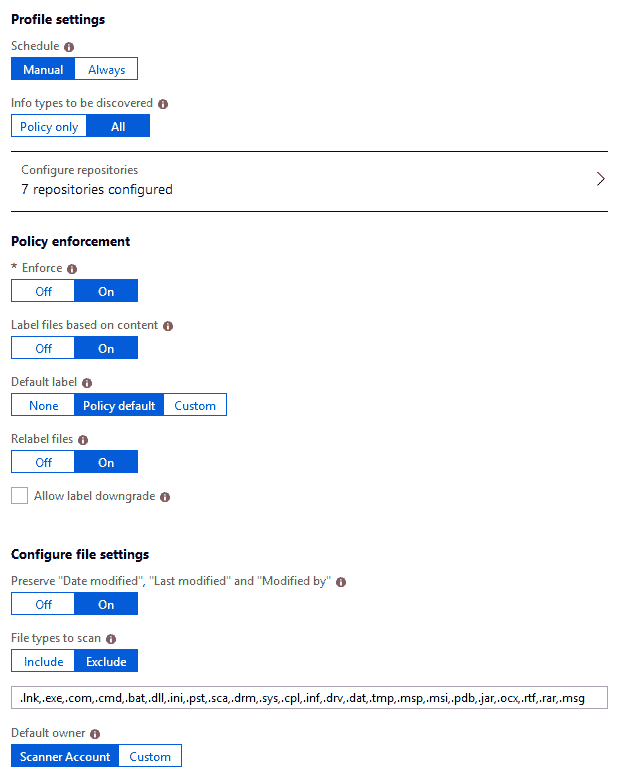 Profile settings
Schedule
Manual Always
Info types to be discovered
Policy only All
Configure repositories
7 repositories configured
Policy enforcement
* Enforce
Off On
Label files based on content
Off On
Default label
None Policy default Custom
Relabel files
Off On
Allow label downgrade
Configure file settings
Preserve "Date modified", "Last modified" and "Modified by"
Off On
File types to scan
Include Exclude
.lnk,.exe,.com,.cmd,.bat,.dll,.ini,.pst,.sca,.drm,.sys,.cpl,.inf,.drv,.dat,.tmp,.msp,.msi,.pdb,.jar,.ocx,.rtf,.rar,.msg
Default owner
Scanner Account Custom